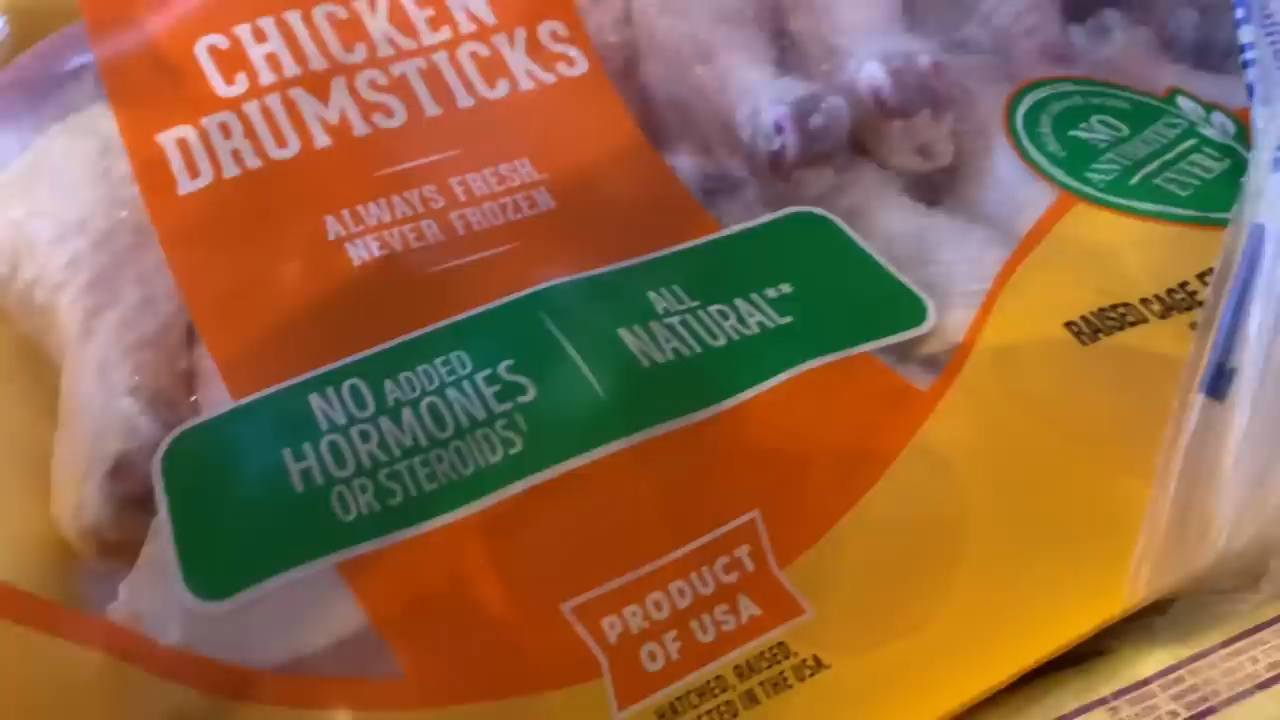 CHICKEN
DRUMSTICKS
ALWAYS FRESH.
NEVER FROZEN
NO ADDED
HORMONES
OR STEROIDS†
ALL
NATURAL**
NO
ANTIBIOTICS
EVER!
RAISED CAGE
PRODUCT
OF USA
HATCHED, RAISED,
IN THE USA.